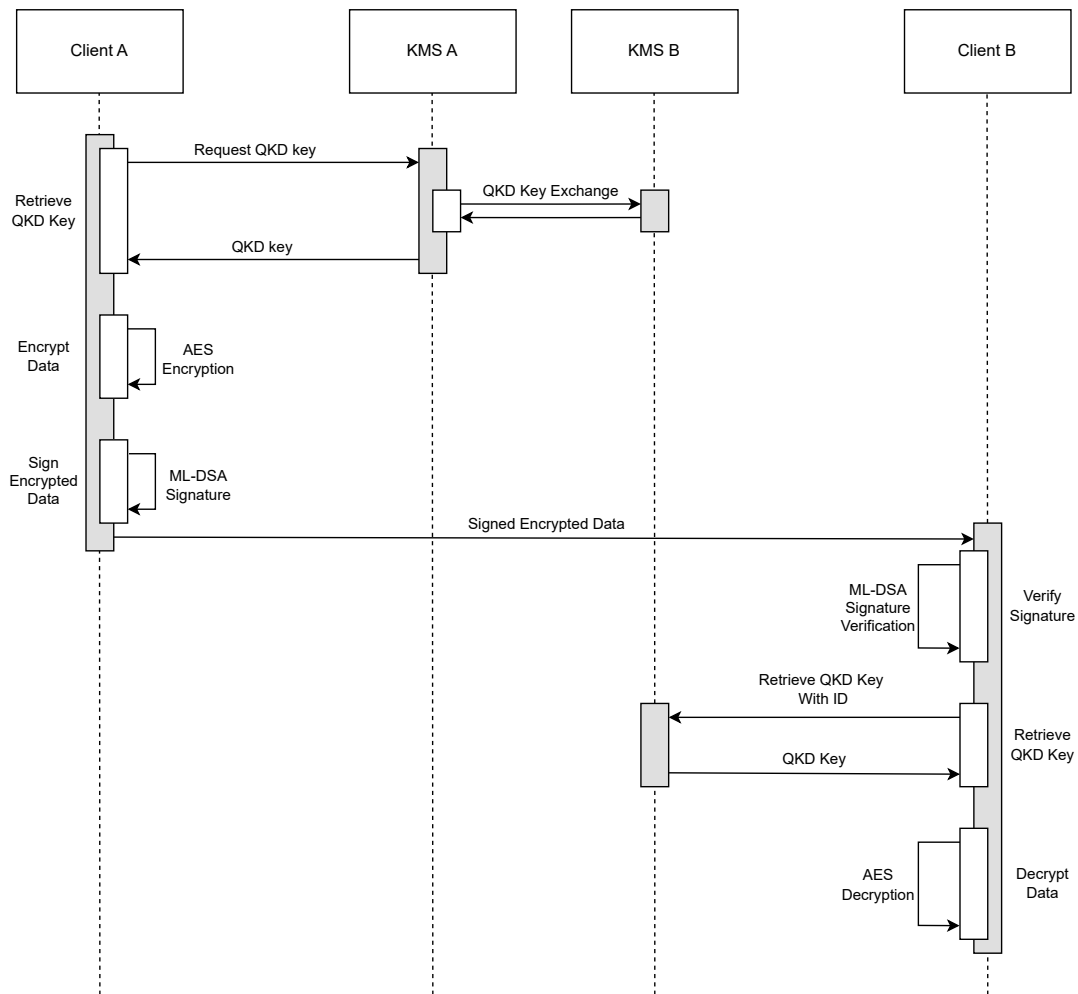 Client A
KMS A
KMS B
Client B
Request QKD key
QKD Key Exchange
Retrieve
QKD Key
QKD key
Encrypt
Data
AES
Encryption
Sign
Encrypted
Data
ML-DSA
Signature
Signed Encrypted Data
ML-DSA
Signature
Verification
Verify
Signature
Retrieve QKD Key
With ID
QKD Key
Retrieve
QKD Key
AES
Decryption
Decrypt
Data